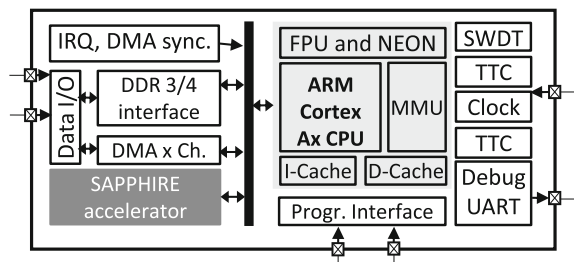 IRQ, DMA sync.
Data I/O
DDR 3/4
interface
DMA x Ch.
SAPPHIRE
accelerator
FPU and NEON
ARM
Cortex
Ax CPU
MMU
I-Cache
D-Cache
Progr. Interface
SWDT
TTC
Clock
TTC
Debug
UART